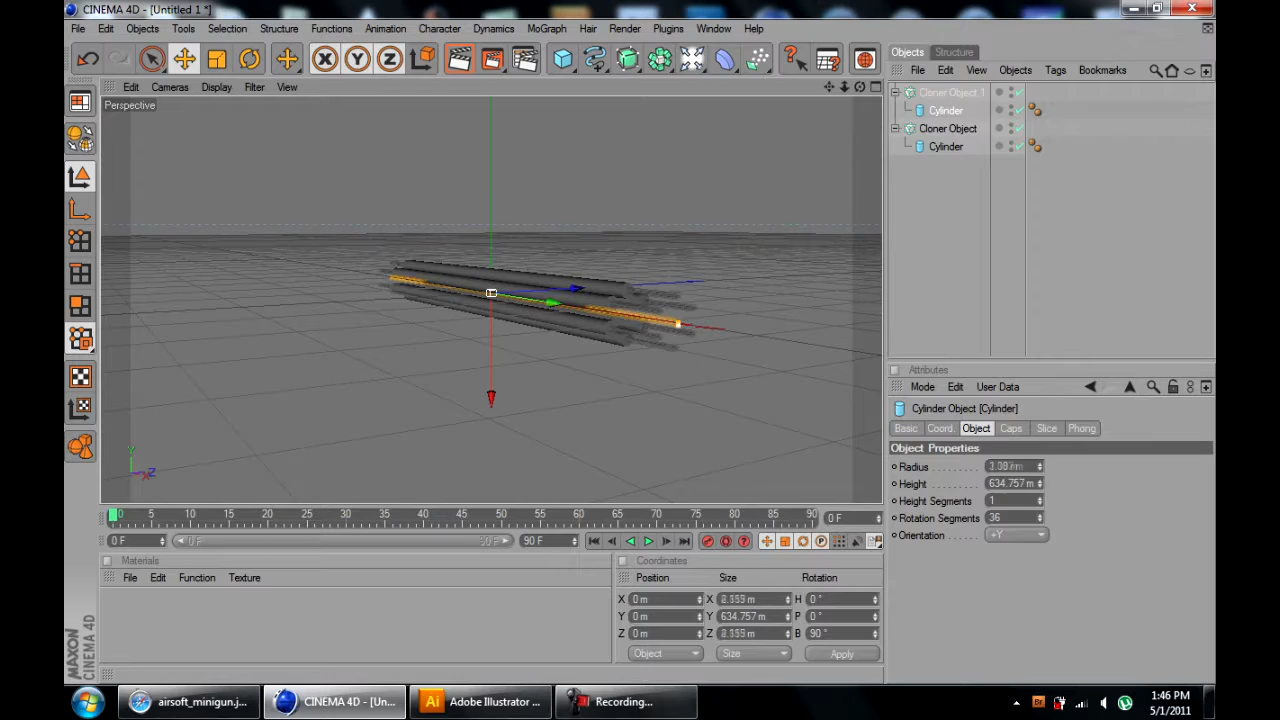 CINEMA 4D - [Untitled 1 *]
File Edit Objects Tools Selection Structure Functions Animation Character Dynamics MoGraph Hair Render Plugins Window Help
X Y Z
Objects Structure
File Edit View Objects Tags Bookmarks
Edit Cameras Display Filter View
Perspective
Cloner Object 1
Cylinder
Cloner Object
Cylinder
Y
Z
X
Attributes
Mode Edit User Data
Cylinder Object [Cylinder]
Basic Coord. Object Caps Slice Phong
Object Properties
Radius
Height 634.757 m
Height Segments 1
Rotation Segments 36
Orientation +Y
0 5 10 15 20 25 30 35 40 45 50 55 60 65 70 75 80 85 90 0 F
0 F 0 F 90 F 90 F
Materials
File Edit Function Texture
Coordinates
Position Size Rotation
X 0 m X H 0 °
Y 0 m Y 634.757 m P 0 °
Z 0 m Z B 90 °
Object Size Apply
MAXON
CINEMA 4D
airsoft_minigun.j... CINEMA 4D - [Un... Ai Adobe Illustrator ... Recording...
Br
1:46 PM
5/1/2011